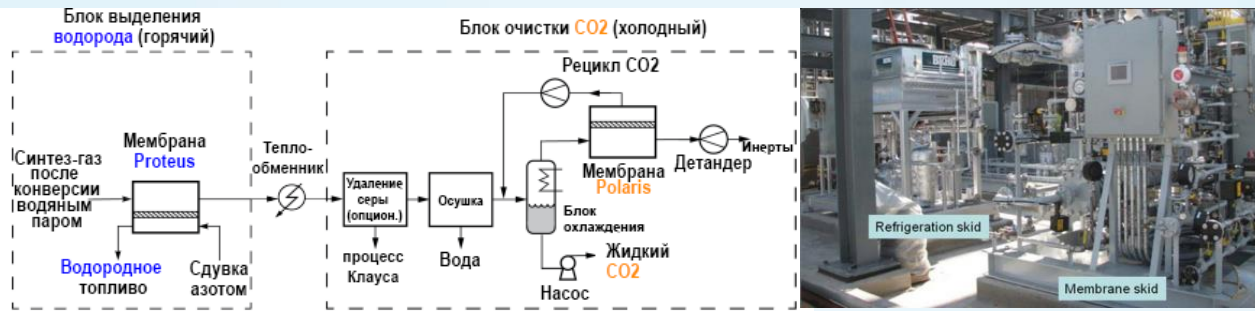 Блок выделения
водорода (горячий)
Блок очистки CO2 (холодный)
Рецикл CO2
Мембрана
Proteus
Тепло-
обменник
Синтез-газ
после
конверсии
водяным
паром
Удаление
серы
(опцион.)
Осушка
Мембрана
Polaris
Детандер
Инерты
Блок
охлаждения
Водородное
топливо
Сдувка
азотом
процесс
Клауса
Вода
Жидкий
CO2
Насос
Refrigeration skid
Membrane skid